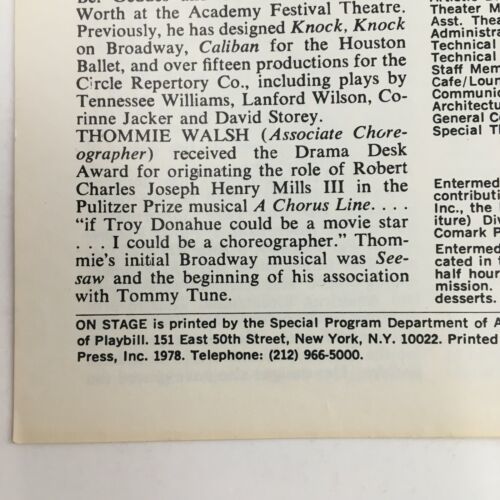 Worth at the Academy Festival Theatre.
Previously, he has designed Knock, Knock
on Broadway, Caliban for the Houston
Ballet, and over fifteen productions for the
Circle Repertory Co., including plays by
Tennessee Williams, Lanford Wilson, Co-
rinne Jacker and David Storey.
THOMMIE WALSH (Associate Chore-
ographer) received the Drama Desk
Award for originating the role of Robert
Charles Joseph Henry Mills III in the
Pulitzer Prize musical A Chorus Line. . . .
"if Troy Donahue could be a movie star
. . . I could be a choreographer." Thom-
mie's initial Broadway musical was See-
saw and the beginning of his association
with Tommy Tune.
Theater M
Asst. Thea
Administra
Technical
Technical
Staff Mem
Cafe/Loun
Communic
Architectu
General Co
Special Th
Entermed
contributi
Inc., the
iture) Div
Comark P
Entermed
cated in t
half hour
mission.
desserts.
ON STAGE is printed by the Special Program Department of A
of Playbill. 151 East 50th Street, New York, N.Y. 10022. Printed
Press, Inc. 1978. Telephone: (212) 966-5000.